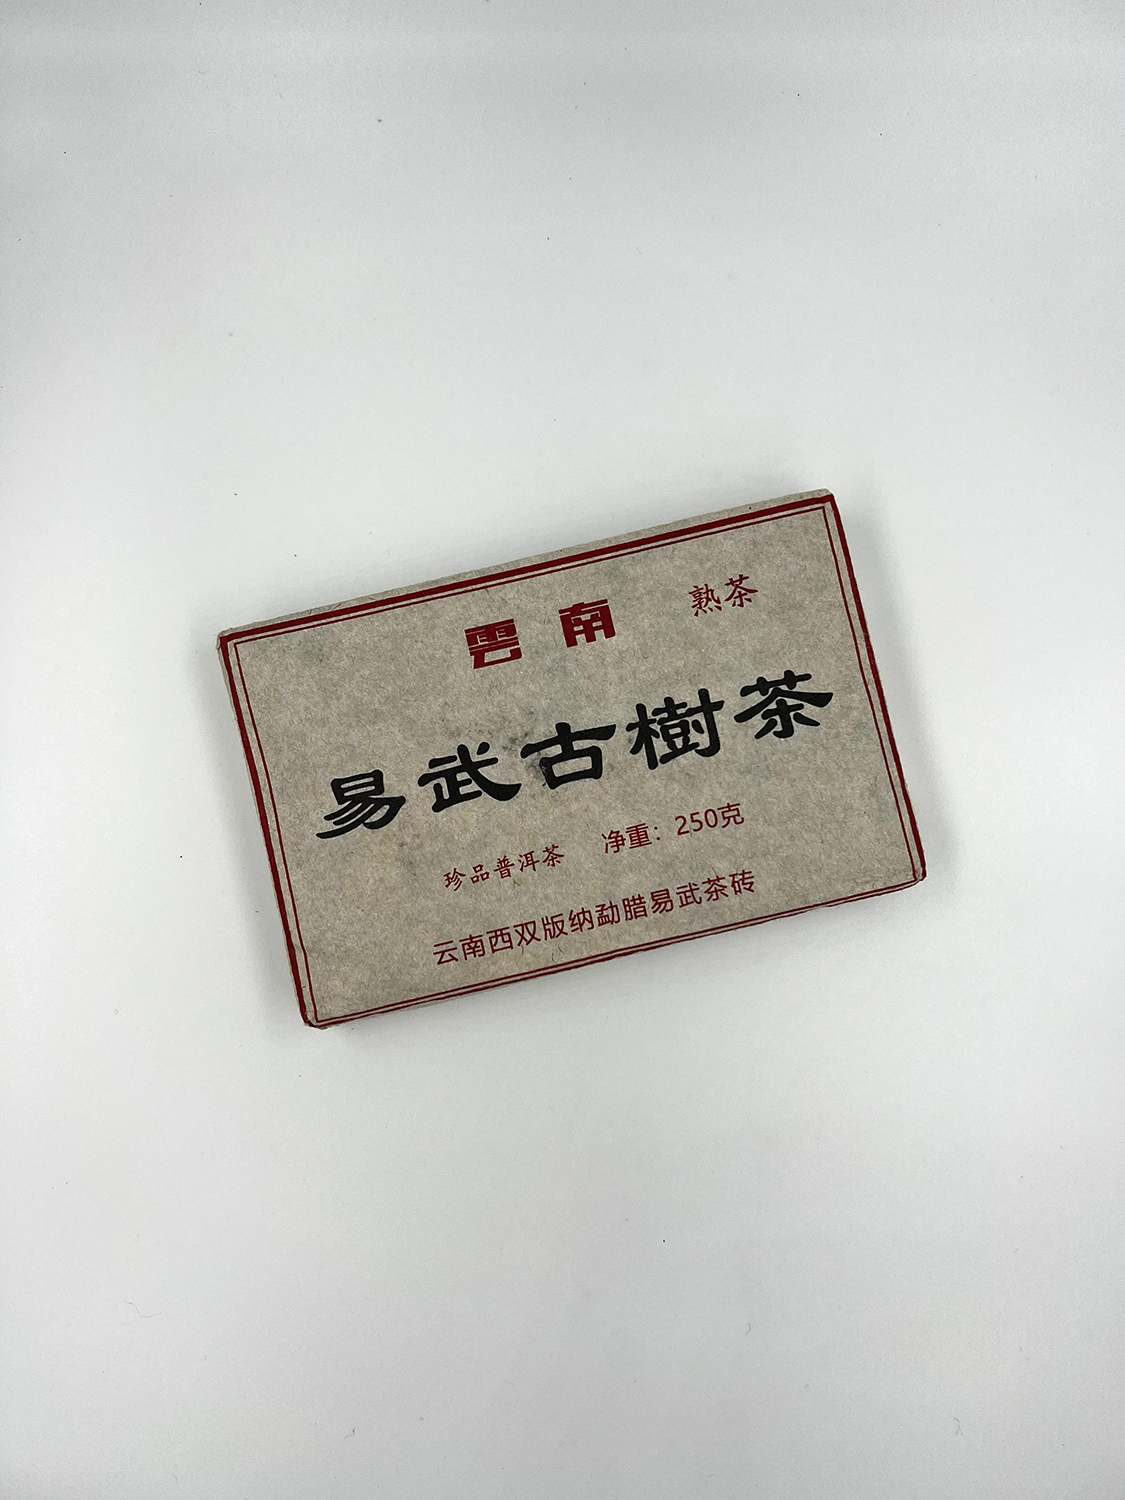 雲南 熟茶
易武古樹茶
珍品普洱茶 净重：250克
云南西双版纳勐腊易武茶砖